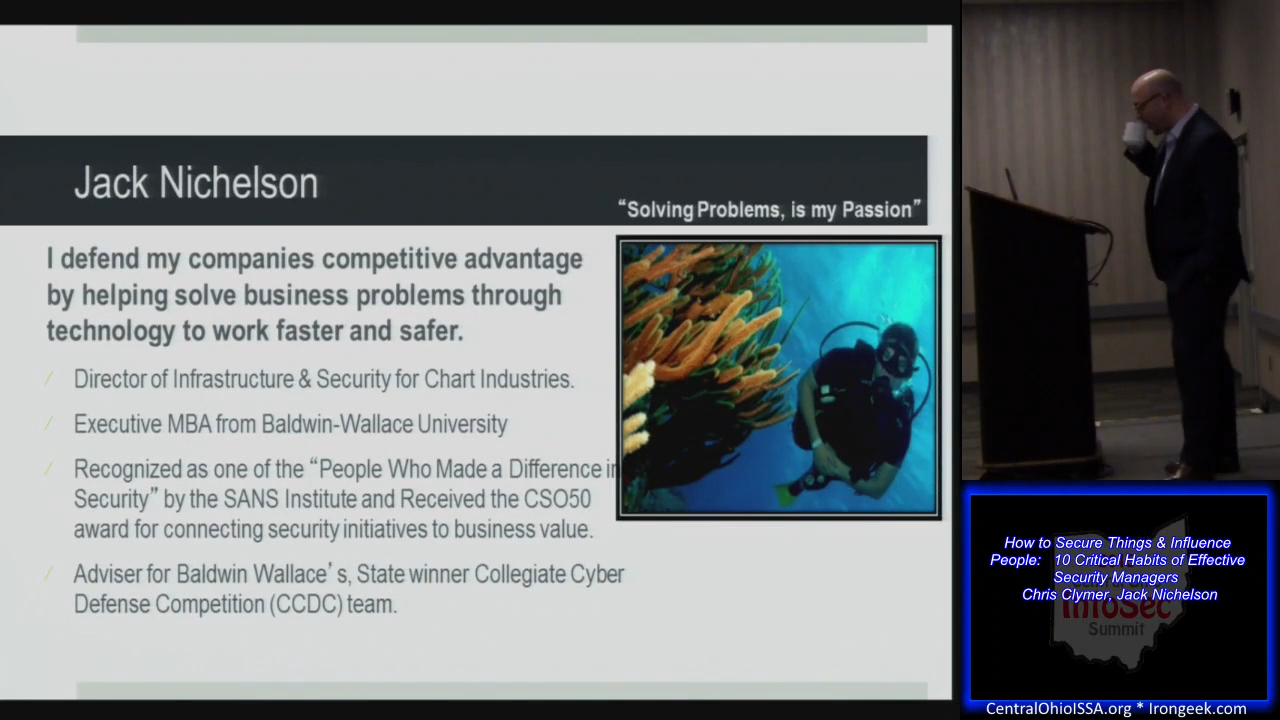 Jack Nichelson
“Solving Problems, is my Passion”
I defend my companies competitive advantage
by helping solve business problems through
technology to work faster and safer.
Director of Infrastructure & Security for Chart Industries.
Executive MBA from Baldwin-Wallace University
Recognized as one of the “People Who Made a Difference in
Security” by the SANS Institute and Received the CSO50
award for connecting security initiatives to business value.
Adviser for Baldwin Wallace’s, State winner Collegiate Cyber
Defense Competition (CCDC) team.
How to Secure Things & Influence
People: 10 Critical Habits of Effective
Security Managers
Chris Clymer, Jack Nichelson
InfoSec
Summit
CentralOhioISSA.org * Irongeek.com